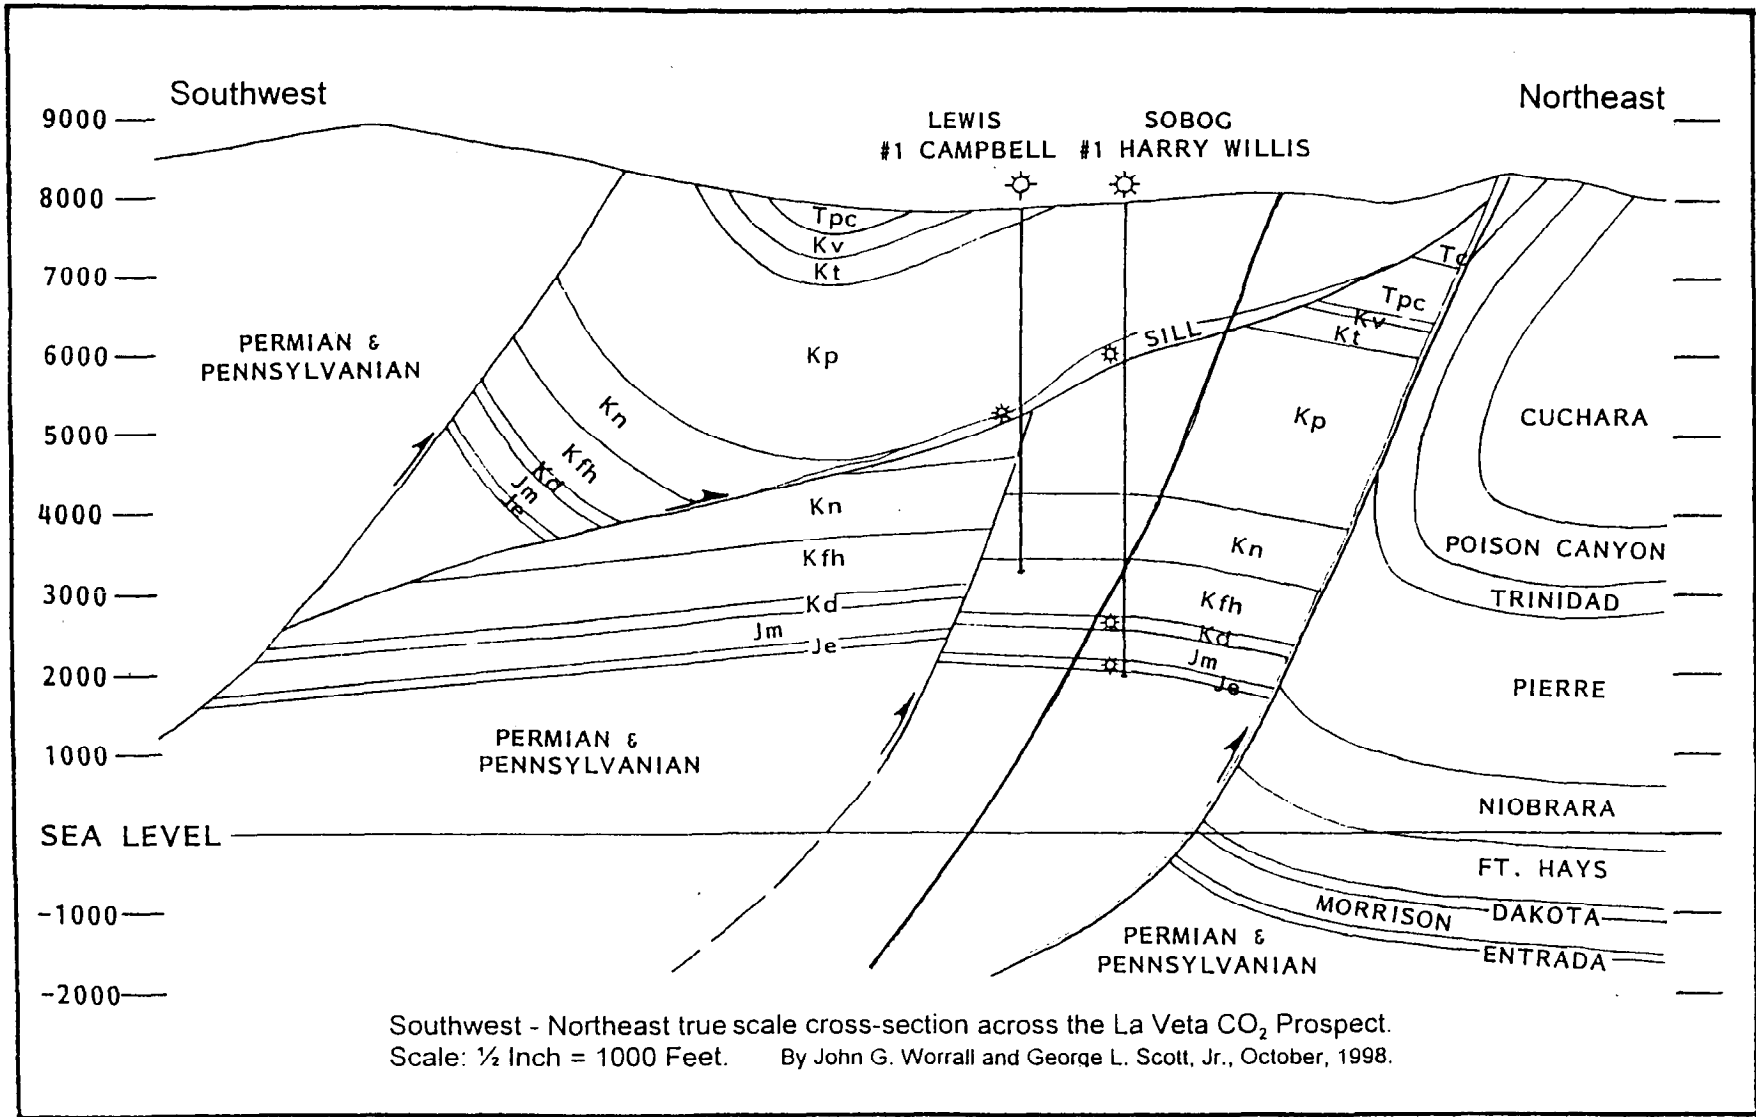 Southwest
Northeast
LEWIS
#1 CAMPBELL
SOBOG
#1 HARRY WILLIS
9000
8000
7000
6000
5000
4000
3000
2000
1000
SEA LEVEL
-1000
-2000
Tpc
Kv
Kt
Tc
Tpc
Kv
Kt
SILL
PERMIAN &
PENNSYLVANIAN
Kp
Kn
Kfh
Kd
Jm
Je
Kp
CUCHARA
Kn
Kfh
Kd
Jm
Je
Kn
Kfh
Kd
Jm
Je
POISON CANYON
TRINIDAD
PIERRE
PERMIAN &
PENNSYLVANIAN
NIOBRARA
FT. HAYS
MORRISON
DAKOTA
ENTRADA
PERMIAN &
PENNSYLVANIAN
Southwest - Northeast true scale cross-section across the La Veta CO₂ Prospect.
Scale: ½ Inch = 1000 Feet. By John G. Worrall and George L. Scott, Jr., October, 1998.